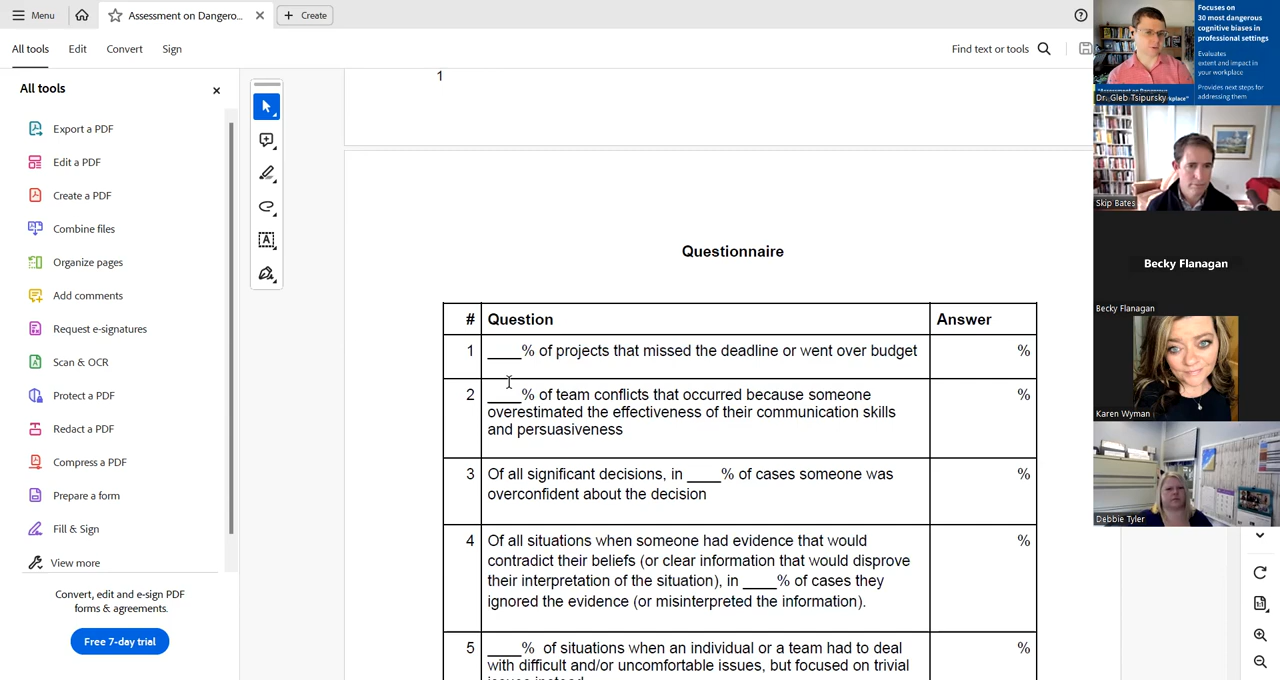 Menu
Assessment on Dangero...
Create
All tools
Edit
Convert
Sign
Find text or tools
All tools
Export a PDF
Edit a PDF
Create a PDF
Combine files
Organize pages
Add comments
Request e-signatures
Scan & OCR
Protect a PDF
Redact a PDF
Compress a PDF
Prepare a form
Fill & Sign
View more
Convert, edit and e-sign PDF
forms & agreements.
Free 7-day trial
1
Questionnaire
# Question Answer
1 ____% of projects that missed the deadline or went over budget %
2 ____% of team conflicts that occurred because someone %
overestimated the effectiveness of their communication skills
and persuasiveness
3 Of all significant decisions, in ____% of cases someone was %
overconfident about the decision
4 Of all situations when someone had evidence that would %
contradict their beliefs (or clear information that would disprove
their interpretation of the situation), in ____% of cases they
ignored the evidence (or misinterpreted the information).
5 ____% of situations when an individual or a team had to deal %
with difficult and/or uncomfortable issues, but focused on trivial
issues instead
Focuses on
30 most dangerous
cognitive biases in
professional settings
Evaluates
extent and impact in
your workplace
Provides next steps for
addressing them
"Assessment on Dangerous
Dr. Gleb Tsipursky
Skip Bates
Becky Flanagan
Becky Flanagan
Karen Wyman
Debbie Tyler